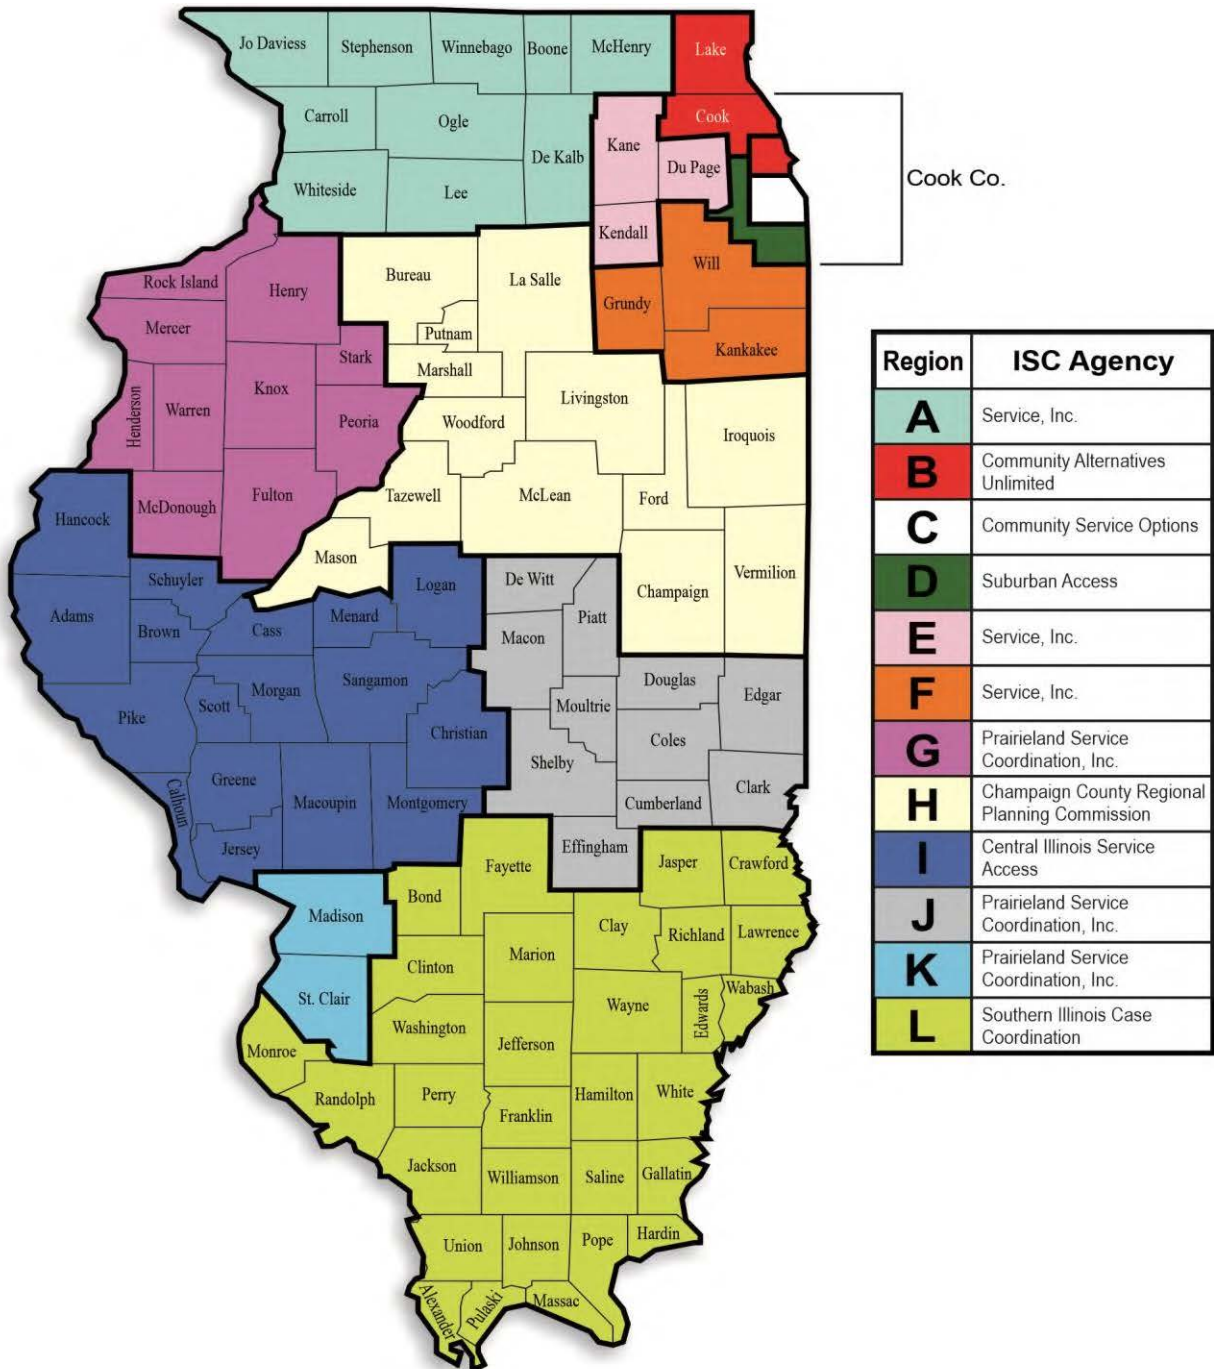 Jo Daviess
Stephenson
Winnebago
Boone
McHenry
Lake
Carroll
Ogle
De Kalb
Kane
Cook
Du Page
Cook Co.
Whiteside
Lee
Kendall
Rock Island
Henry
Bureau
La Salle
Will
Grundy
Putnam
Mercer
Stark
Marshall
Kankakee
Henderson
Warren
Knox
Peoria
Woodford
Livingston
Iroquois
McDonough
Fulton
Tazewell
McLean
Ford
Hancock
Mason
Champaign
Vermilion
Schuyler
Logan
De Witt
Piatt
Adams
Brown
Cass
Menard
Macon
Pike
Scott
Morgan
Sangamon
Christian
Moultrie
Douglas
Edgar
Shelby
Coles
Calhoun
Greene
Macoupin
Montgomery
Cumberland
Clark
Jersey
Effingham
Fayette
Jasper
Crawford
Madison
Bond
Clay
Richland
Lawrence
Clinton
Marion
St. Clair
Wayne
Edwards
Wabash
Washington
Jefferson
Monroe
Randolph
Perry
Hamilton
White
Franklin
Jackson
Williamson
Saline
Gallatin
Union
Johnson
Pope
Hardin
Alexander
Pulaski
Massac
Region ISC Agency
A Service, Inc.
B Community Alternatives
Unlimited
C Community Service Options
D Suburban Access
E Service, Inc.
F Service, Inc.
G Prairieland Service
Coordination, Inc.
H Champaign County Regional
Planning Commission
I Central Illinois Service
Access
J Prairieland Service
Coordination, Inc.
K Prairieland Service
Coordination, Inc.
L Southern Illinois Case
Coordination